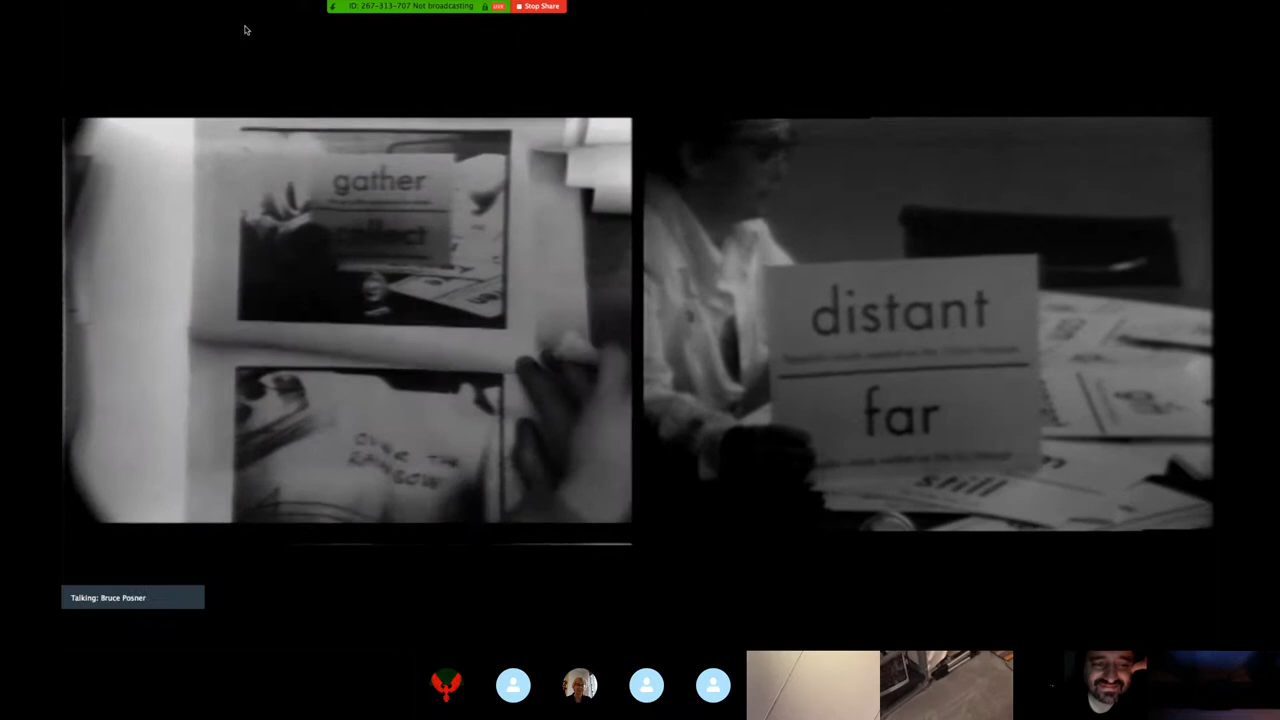 ID: 267-313-707 Not broadcasting
LIVE
Stop Share
gather
collect
OVER THE
RAINBOW
distant
far
still
Talking: Bruce Posner